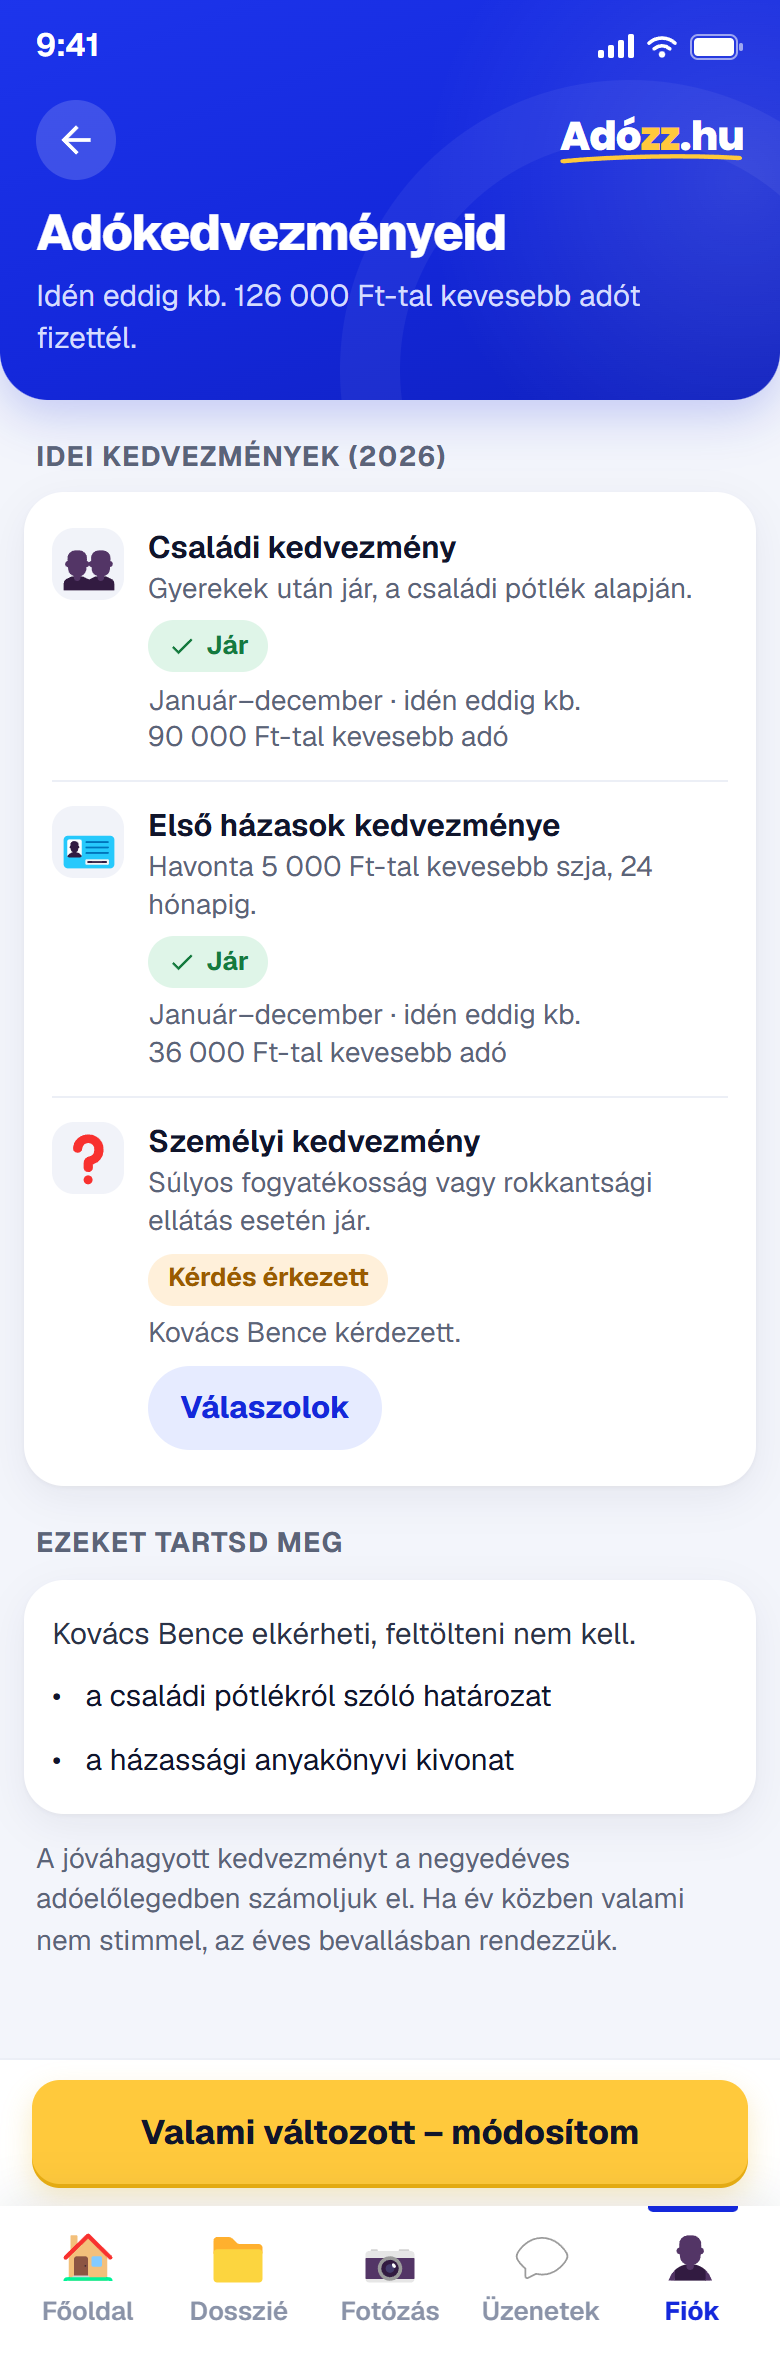 9:41
Adózz.hu
Adókedvezményeid
Idén eddig kb. 126 000 Ft-tal kevesebb adót
fizettél.
IDEI KEDVEZMÉNYEK (2026)
Családi kedvezmény
Gyerekek után jár, a családi pótlék alapján.
Jár
Január–december · idén eddig kb.
90 000 Ft-tal kevesebb adó
Első házasok kedvezménye
Havonta 5 000 Ft-tal kevesebb szja, 24
hónapig.
Jár
Január–december · idén eddig kb.
36 000 Ft-tal kevesebb adó
Személyi kedvezmény
Súlyos fogyatékosság vagy rokkantsági
ellátás esetén jár.
Kérdés érkezett
Kovács Bence kérdezett.
Válaszolok
EZEKET TARTSD MEG
Kovács Bence elkérheti, feltölteni nem kell.
• a családi pótlékról szóló határozat
• a házassági anyakönyvi kivonat
A jóváhagyott kedvezményt a negyedéves
adóelőlegedben számoljuk el. Ha év közben valami
nem stimmel, az éves bevallásban rendezzük.
Valami változott – módosítom
Főoldal Dosszié Fotózás Üzenetek Fiók